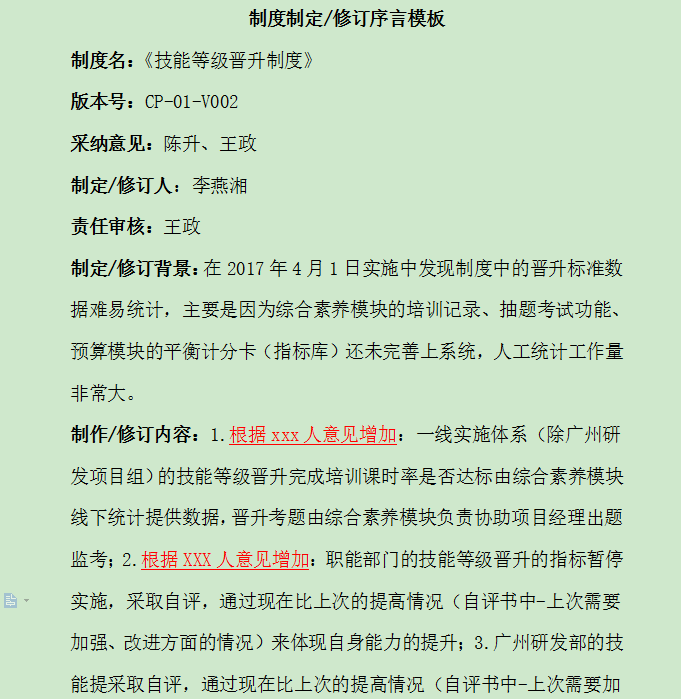 制度制定/修订序言模板
制度名：《技能等级晋升制度》
版本号：CP-01-V002
采纳意见：陈升、王政
制定/修订人：李燕湘
责任审核：王政
制定/修订背景：在 2017 年 4 月 1 日实施中发现制度中的晋升标准数
据难易统计，主要是因为综合素养模块的培训记录、抽题考试功能、
预算模块的平衡计分卡（指标库）还未完善上系统，人工统计工作量
非常大。
制作/修订内容：1.根据 xxx 人意见增加：一线实施体系（除广州研
发项目组）的技能等级晋升完成培训课时率是否达标由综合素养模块
线下统计提供数据，晋升考题由综合素养模块负责协助项目经理出题
监考；2.根据 XXX 人意见增加：职能部门的技能等级晋升的指标暂停
实施，采取自评，通过现在比上次的提高情况（自评书中-上次需要
加强、改进方面的情况）来体现自身能力的提升；3.广州研发部的技
能提采取自评，通过现在比上次的提高情况（自评书中-上次需要加